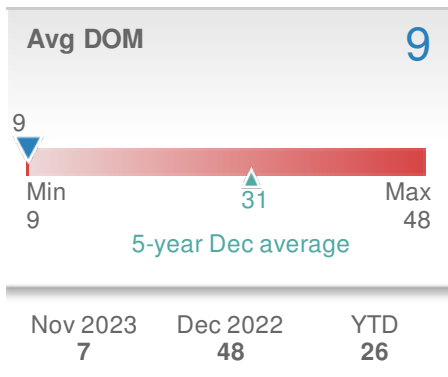 Avg DOM 9
9
Min Max
9 31 48
5-year Dec average
Nov 2023 Dec 2022 YTD
7 48 26